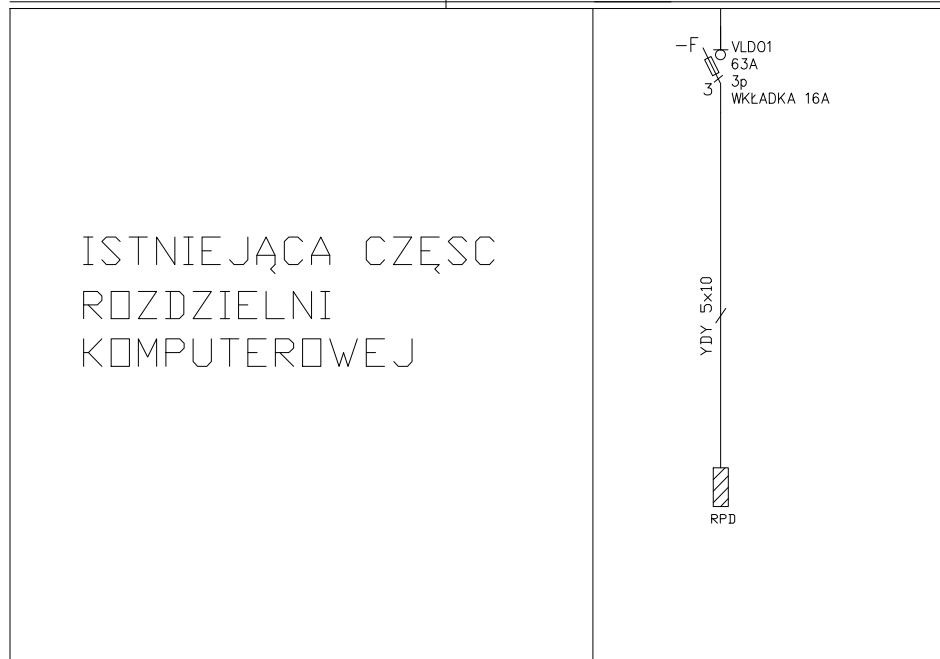 ISTNIEJĄCA CZĘSC
ROZDZIELNI
KOMPUTEROWEJ
-F
VLD01
63A
3
3p
WKŁADKA 16A
YDY 5x10
RPD